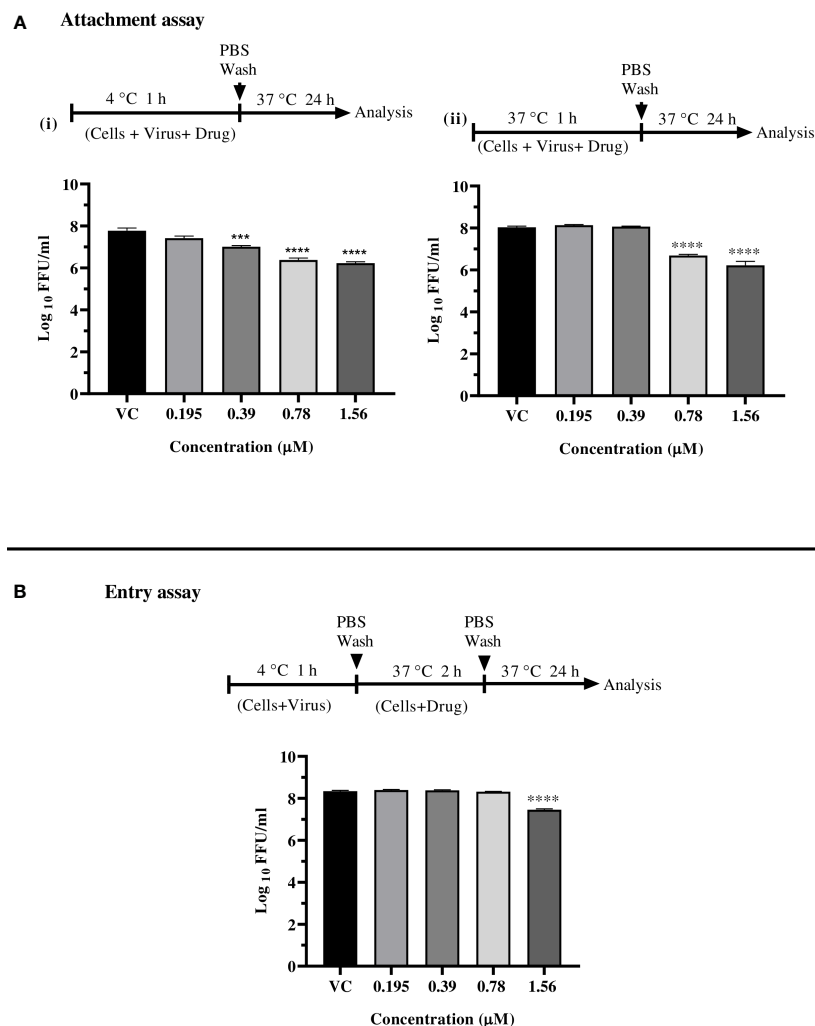 A Attachment assay
PBS
Wash
4 °C 1 h
37 °C 24 h
Analysis
(i)
(Cells + Virus+ Drug)
10
8
6
4
2
0
Log 10 FFU/ml
***
****
****
VC 0.195 0.39 0.78 1.56
Concentration (μM)
PBS
Wash
(ii)
37 °C 1 h
37 °C 24 h
Analysis
(Cells + Virus+ Drug)
10
8
6
4
2
0
Log 10 FFU/ml
****
****
VC 0.195 0.39 0.78 1.56
Concentration (μM)
B Entry assay
PBS
Wash
PBS
Wash
4 °C 1 h
37 °C 2 h
37 °C 24 h
Analysis
(Cells+Virus)
(Cells+Drug)
10
8
6
4
2
0
Log 10 FFU/ml
****
VC 0.195 0.39 0.78 1.56
Concentration (μM)